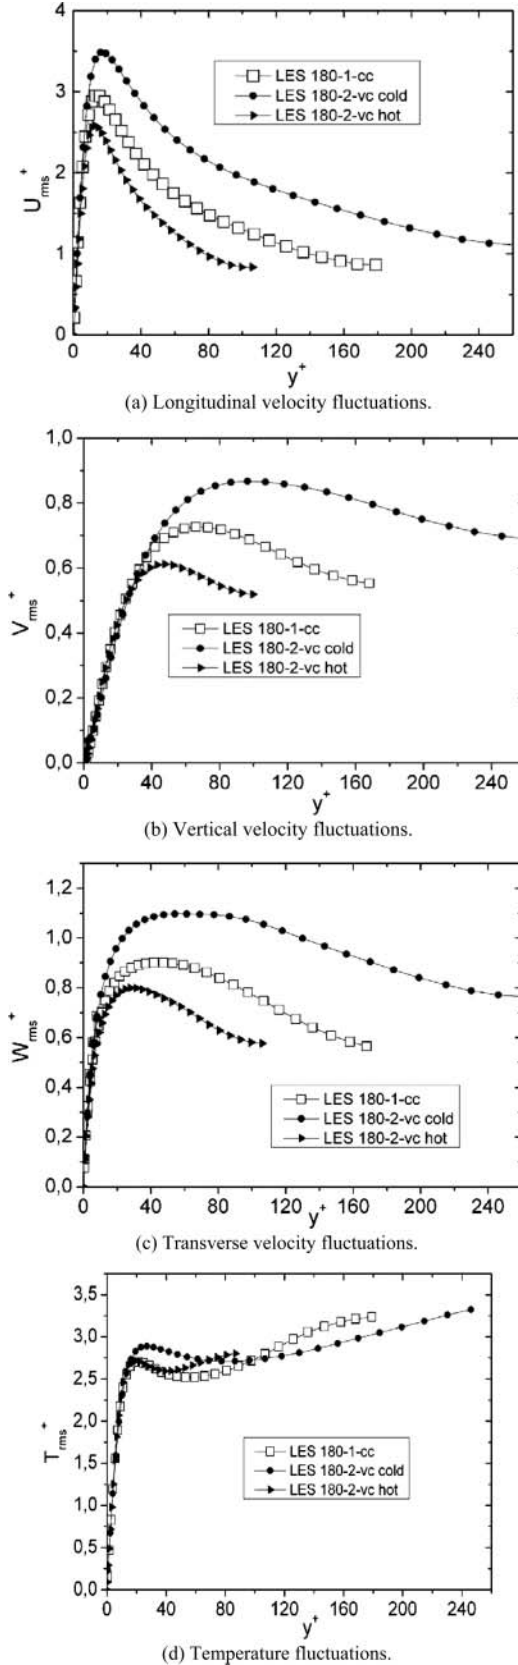 4
3
2
1
0
U⁺rms
LES 180-1-cc
LES 180-2-vc cold
LES 180-2-vc hot
0 40 80 120 160 200 240
y⁺
(a) Longitudinal velocity fluctuations.
1,0
0,8
0,6
0,4
0,2
0,0
V⁺rms
LES 180-1-cc
LES 180-2-vc cold
LES 180-2-vc hot
0 40 80 120 160 200 240
y⁺
(b) Vertical velocity fluctuations.
1,2
1,0
0,8
0,6
0,4
0,2
0,0
W⁺rms
LES 180-1-cc
LES 180-2-vc cold
LES 180-2-vc hot
0 40 80 120 160 200 240
y⁺
(c) Transverse velocity fluctuations.
3,5
3,0
2,5
2,0
1,5
1,0
0,5
0,0
T⁺rms
LES 180-1-cc
LES 180-2-vc cold
LES 180-2-vc hot
0 40 80 120 160 200 240
y⁺
(d) Temperature fluctuations.